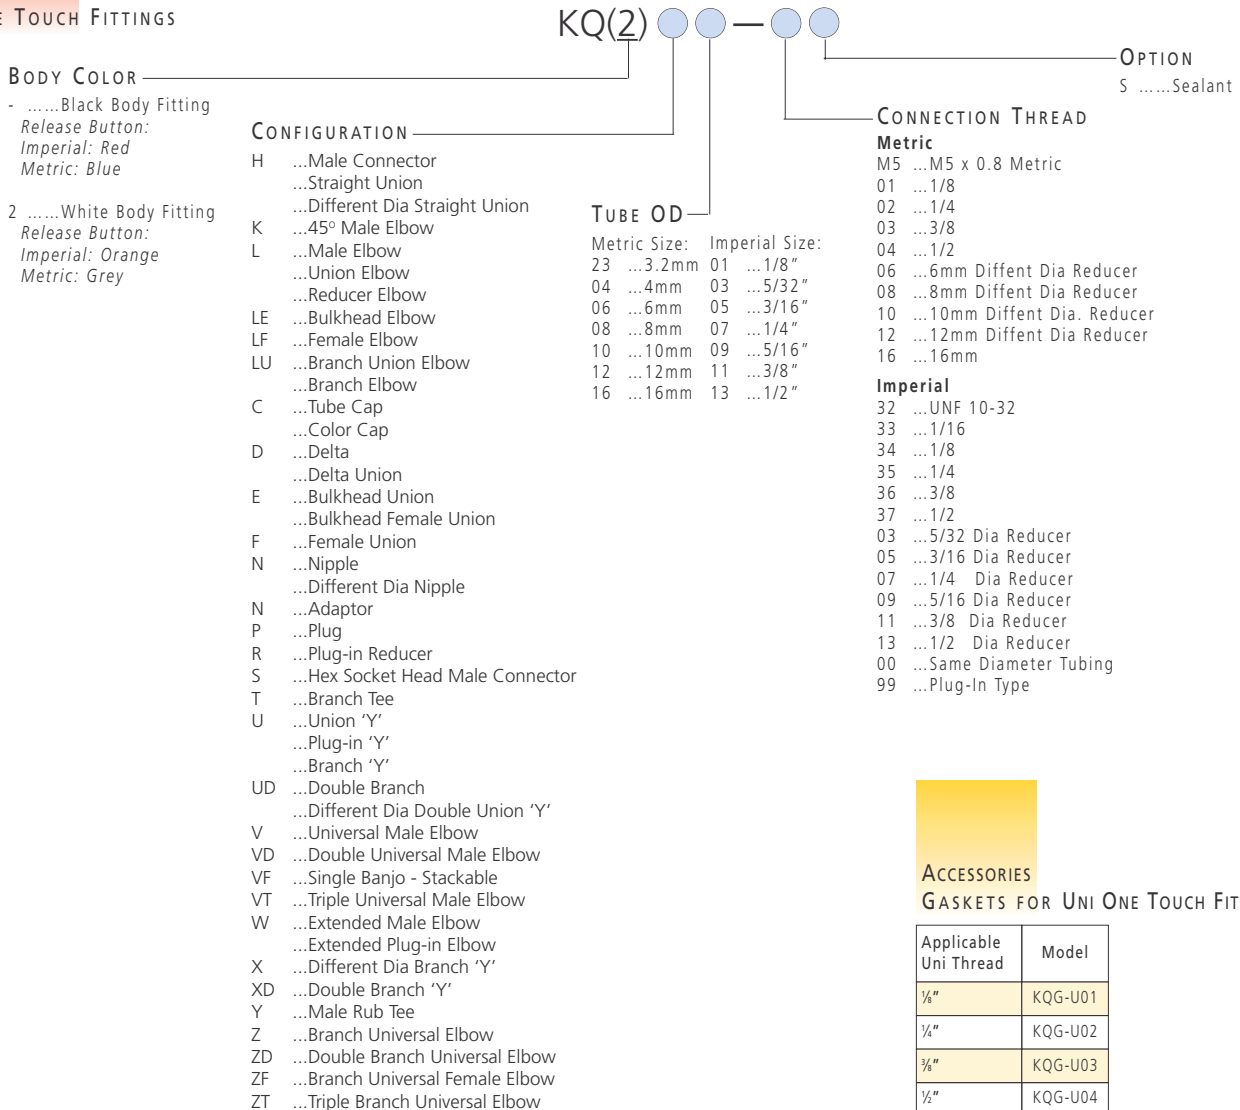 E TOUCH FITTINGS
KQ(2) —
BODY COLOR
- ......Black Body Fitting
Release Button:
Imperial: Red
Metric: Blue
2 ......White Body Fitting
Release Button:
Imperial: Orange
Metric: Grey
CONFIGURATION
H ...Male Connector
...Straight Union
...Different Dia Straight Union
K ...45° Male Elbow
L ...Male Elbow
...Union Elbow
...Reducer Elbow
LE ...Bulkhead Elbow
LF ...Female Elbow
LU ...Branch Union Elbow
...Branch Elbow
C ...Tube Cap
...Color Cap
D ...Delta
...Delta Union
E ...Bulkhead Union
...Bulkhead Female Union
F ...Female Union
N ...Nipple
...Different Dia Nipple
N ...Adaptor
P ...Plug
R ...Plug-in Reducer
S ...Hex Socket Head Male Connector
T ...Branch Tee
U ...Union ‘Y’
...Plug-in ‘Y’
...Branch ‘Y’
UD ...Double Branch
...Different Dia Double Union ‘Y’
V ...Universal Male Elbow
VD ...Double Universal Male Elbow
VF ...Single Banjo - Stackable
VT ...Triple Universal Male Elbow
W ...Extended Male Elbow
...Extended Plug-in Elbow
X ...Different Dia Branch ‘Y’
XD ...Double Branch ‘Y’
Y ...Male Rub Tee
Z ...Branch Universal Elbow
ZD ...Double Branch Universal Elbow
ZF ...Branch Universal Female Elbow
ZT ...Triple Branch Universal Elbow
TUBE OD
Metric Size: Imperial Size:
23 ...3.2mm 01 ...1/8”
04 ...4mm 03 ...5/32”
06 ...6mm 05 ...3/16”
08 ...8mm 07 ...1/4”
10 ...10mm 09 ...5/16”
12 ...12mm 11 ...3/8”
16 ...16mm 13 ...1/2”
CONNECTION THREAD
Metric
M5 ...M5 x 0.8 Metric
01 ...1/8
02 ...1/4
03 ...3/8
04 ...1/2
06 ...6mm Diffent Dia Reducer
08 ...8mm Diffent Dia Reducer
10 ...10mm Diffent Dia. Reducer
12 ...12mm Diffent Dia Reducer
16 ...16mm
Imperial
32 ...UNF 10-32
33 ...1/16
34 ...1/8
35 ...1/4
36 ...3/8
37 ...1/2
03 ...5/32 Dia Reducer
05 ...3/16 Dia Reducer
07 ...1/4 Dia Reducer
09 ...5/16 Dia Reducer
11 ...3/8 Dia Reducer
13 ...1/2 Dia Reducer
00 ...Same Diameter Tubing
99 ...Plug-In Type
OPTION
S ......Sealant
ACCESSORIES
GASKETS FOR UNI ONE TOUCH FIT
Applicable Uni Thread Model
⅛” KQG-U01
¼” KQG-U02
⅜” KQG-U03
½” KQG-U04